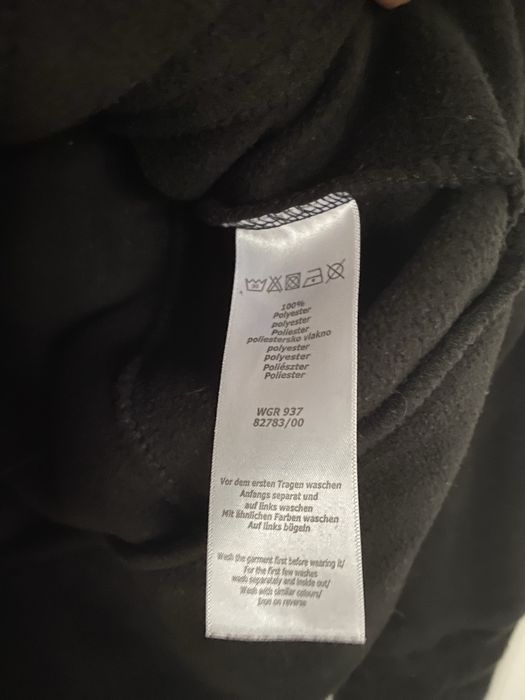 100%
Polyester
polyester
Poliester
poliestersko vlakno
polyester
polyester
Poliészter
Poliester
WGR 937
82783/00
Vor dem ersten Tragen waschen
Anfangs separat und
auf links waschen
Mit ähnlichen Farben waschen
Auf links bügeln
Wash the garment first before wearing it/
For the first few washes
wash separately and inside out/
Wash with similar colours/
Iron on reverse